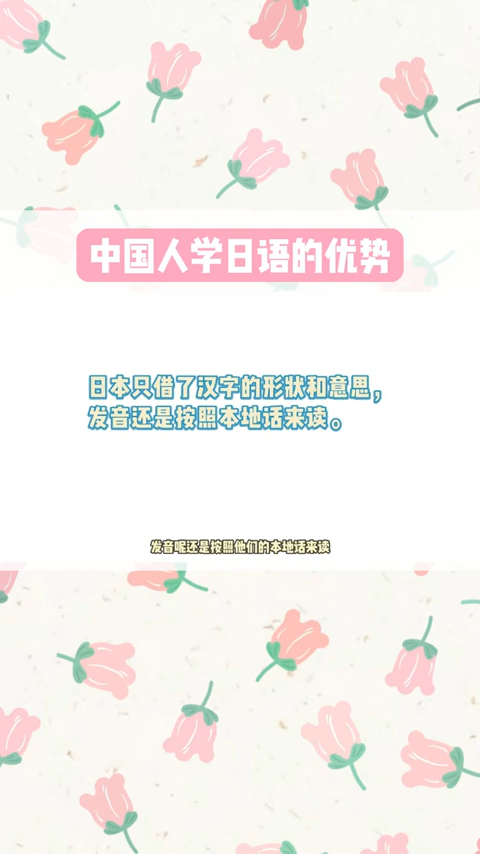 中国人学日语的优势
日本只借了汉字的形状和意思，
发音还是按照本地话来读。
发音呢还是按照他们的本地话来读